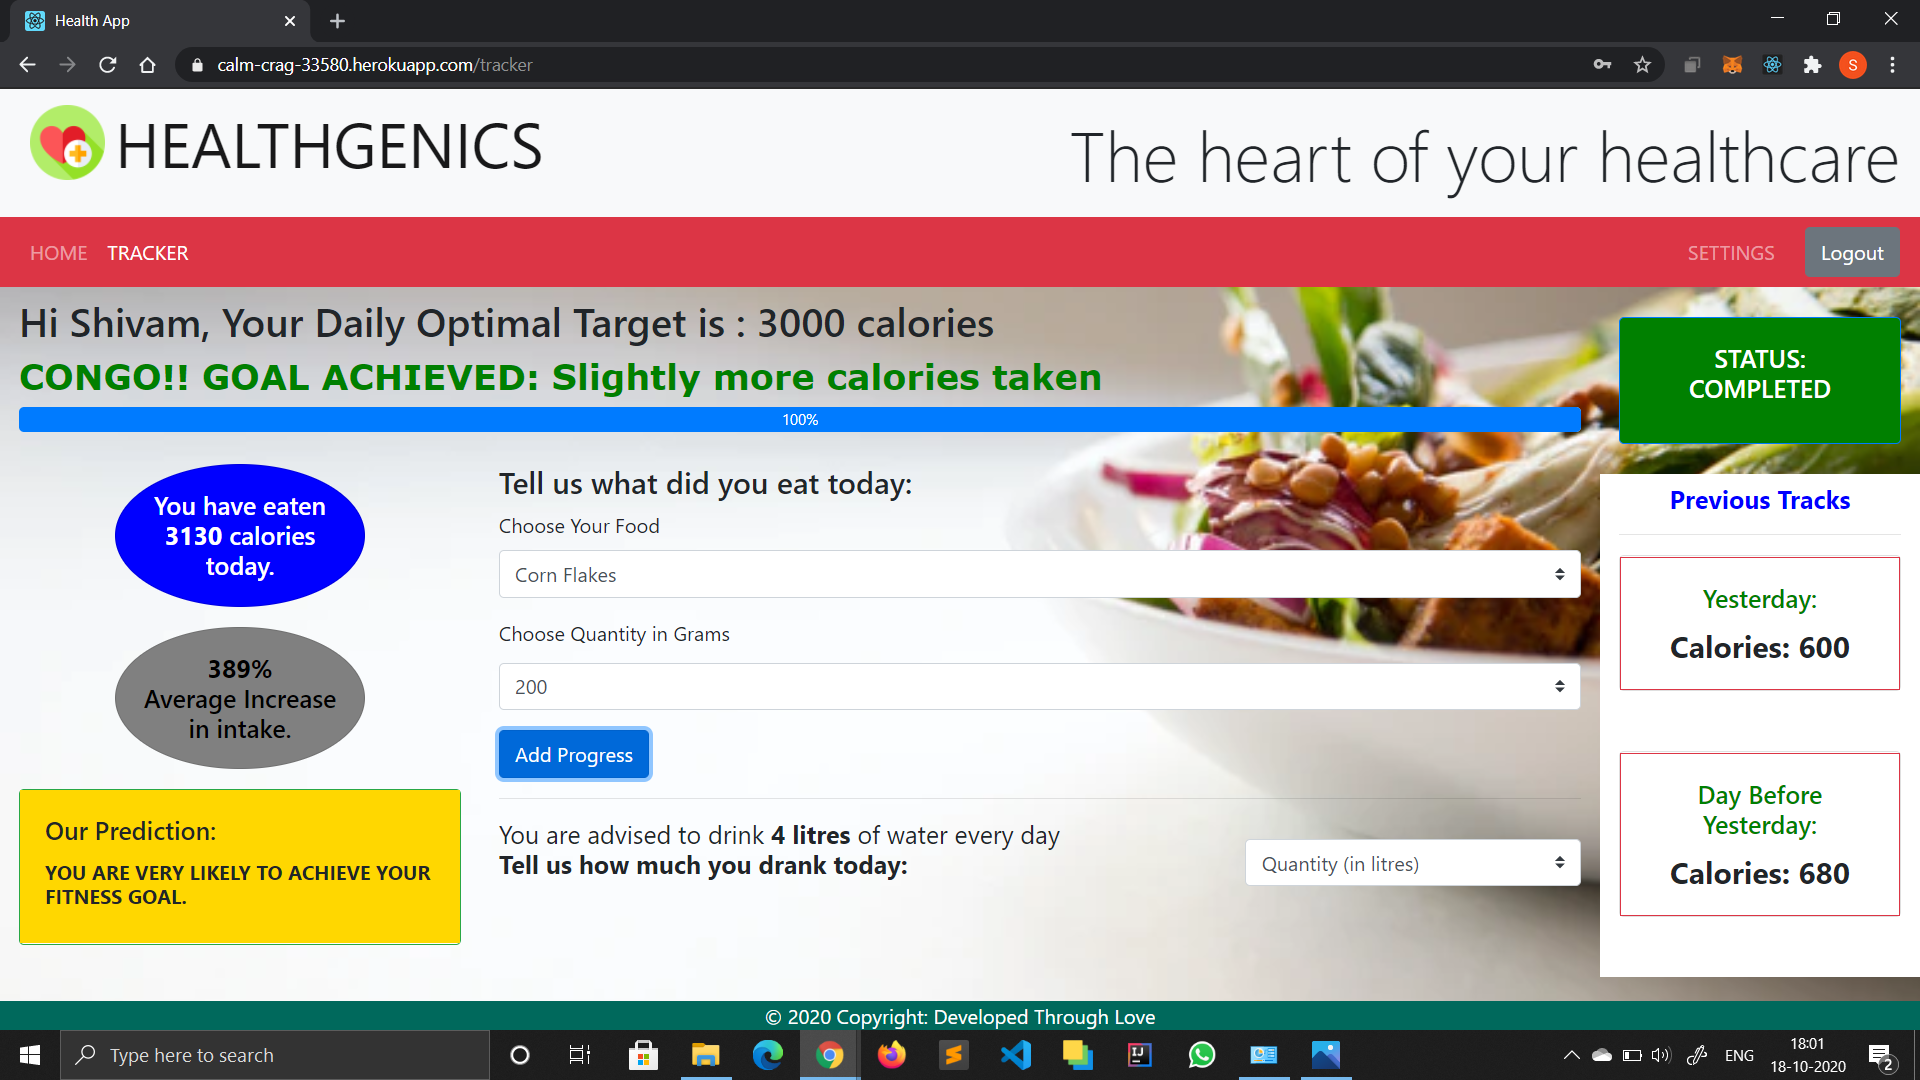 Health App
calm-crag-33580.herokuapp.com/tracker
S
HEALTHGENICS
The heart of your healthcare
HOME
TRACKER
SETTINGS
Logout
Hi Shivam, Your Daily Optimal Target is : 3000 calories
CONGO!! GOAL ACHIEVED: Slightly more calories taken
100%
STATUS:
COMPLETED
You have eaten
3130 calories
today.
389%
Average Increase
in intake.
Our Prediction:
YOU ARE VERY LIKELY TO ACHIEVE YOUR
FITNESS GOAL.
Tell us what did you eat today:
Choose Your Food
Corn Flakes
Choose Quantity in Grams
200
Add Progress
You are advised to drink 4 litres of water every day
Tell us how much you drank today:
Quantity (in litres)
Previous Tracks
Yesterday:
Calories: 600
Day Before
Yesterday:
Calories: 680
© 2020 Copyright: Developed Through Love
Type here to search
IJ
ENG
18:01
18-10-2020
2